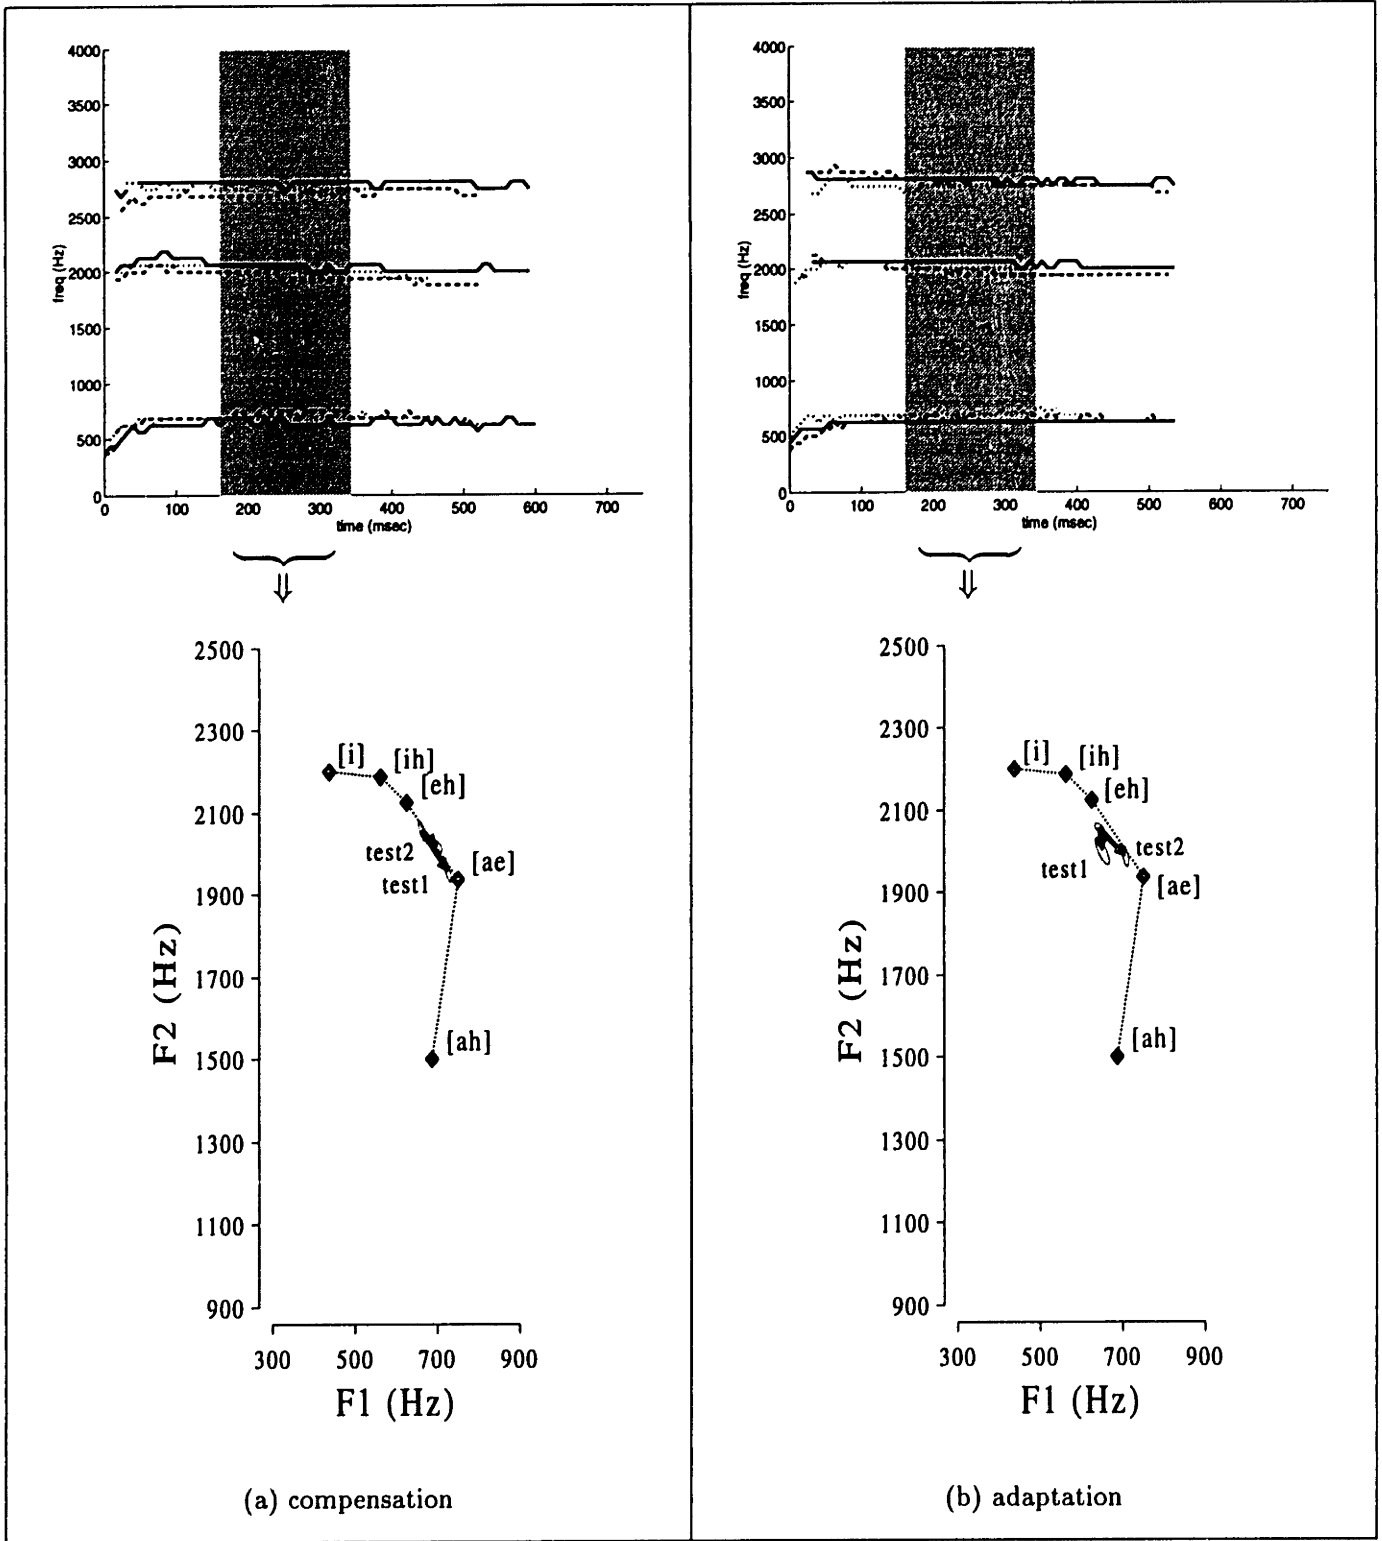 4000
3500
3000
2500
2000
1500
1000
500
0
freq (Hz)
0 100 200 300 400 500 600 700
time (msec)
2500
2300
2100
1900
1700
1500
1300
1100
900
F2 (Hz)
[i]
[ih]
[eh]
test2
test1
[ae]
[ah]
300 500 700 900
F1 (Hz)
(a) compensation
4000
3500
3000
2500
2000
1500
1000
500
0
freq (Hz)
0 100 200 300 400 500 600 700
time (msec)
2500
2300
2100
1900
1700
1500
1300
1100
900
F2 (Hz)
[i]
[ih]
[eh]
test2
test1
[ae]
[ah]
300 500 700 900
F1 (Hz)
(b) adaptation